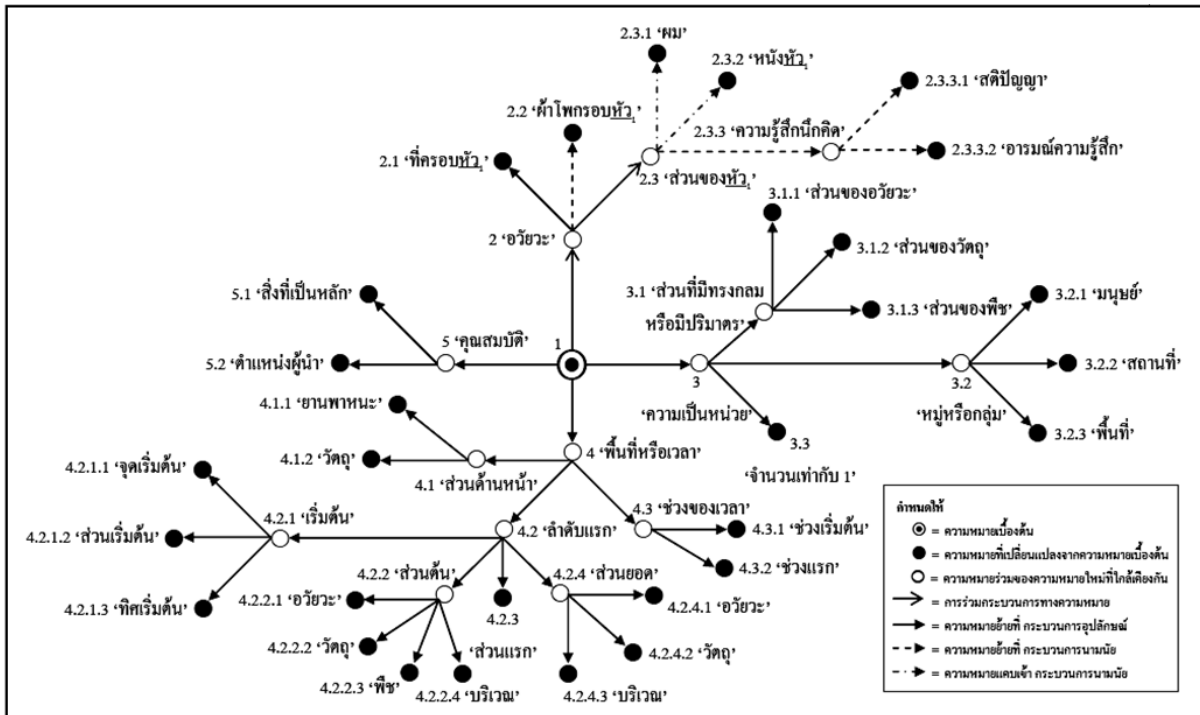 2.3.1 ‘ผม’
2.3.2 ‘หนังหัว₁’
2.3.3.1 ‘สติปัญญา’
2.2 ‘ผ้าโพกรอบหัว₁’
2.3.3 ‘ความรู้สึกนึกคิด’
2.1 ‘ที่ครอบหัว₁’
2.3.3.2 ‘อารมณ์ความรู้สึก’
2.3 ‘ส่วนของหัว₁’
3.1.1 ‘ส่วนของอวัยวะ’
2 ‘อวัยวะ’
3.1.2 ‘ส่วนของวัตถุ’
5.1 ‘สิ่งที่เป็นหลัก’
3.1 ‘ส่วนที่มีทรงกลม
หรือมีปริมาตร’
3.2.1 ‘มนุษย์’
3.1.3 ‘ส่วนของพืช’
5 ‘คุณสมบัติ’
1
5.2 ‘ตำแหน่งผู้นำ’
3.2.2 ‘สถานที่’
3
3.2
4.1.1 ‘ยานพาหนะ’
‘ความเป็นหน่วย’
‘หมู่หรือกลุ่ม’
3.2.3 ‘พื้นที่’
3.3
‘จำนวนเท่ากับ 1’
4 ‘พื้นที่หรือเวลา’
4.1.2 ‘วัตถุ’
4.1 ‘ส่วนด้านหน้า’
4.2.1.1 ‘จุดเริ่มต้น’
4.3 ‘ช่วงของเวลา’
4.2.1 ‘เริ่มต้น’
4.2 ‘ลำดับแรก’
4.3.1 ‘ช่วงเริ่มต้น’
4.2.1.2 ‘ส่วนเริ่มต้น’
4.3.2 ‘ช่วงแรก’
4.2.2 ‘ส่วนต้น’
4.2.4 ‘ส่วนยอด’
4.2.2.1 ‘อวัยวะ’
4.2.1.3 ‘ทิศเริ่มต้น’
4.2.3
‘ส่วนแรก’
4.2.4.1 ‘อวัยวะ’
4.2.2.2 ‘วัตถุ’
4.2.4.2 ‘วัตถุ’
4.2.2.3 ‘พืช’
4.2.2.4 ‘บริเวณ’
4.2.4.3 ‘บริเวณ’
กำหนดให้
= ความหมายเบื้องต้น
= ความหมายที่เปลี่ยนแปลงจากความหมายเบื้องต้น
= ความหมายร่วมของความหมายใหม่ที่ใกล้เคียงกัน
= การร่วมกระบวนการทางความหมาย
= ความหมายย้ายที่ กระบวนการอุปลักษณ์
= ความหมายย้ายที่ กระบวนการนามนัย
= ความหมายแคบเข้า กระบวนการนามนัย